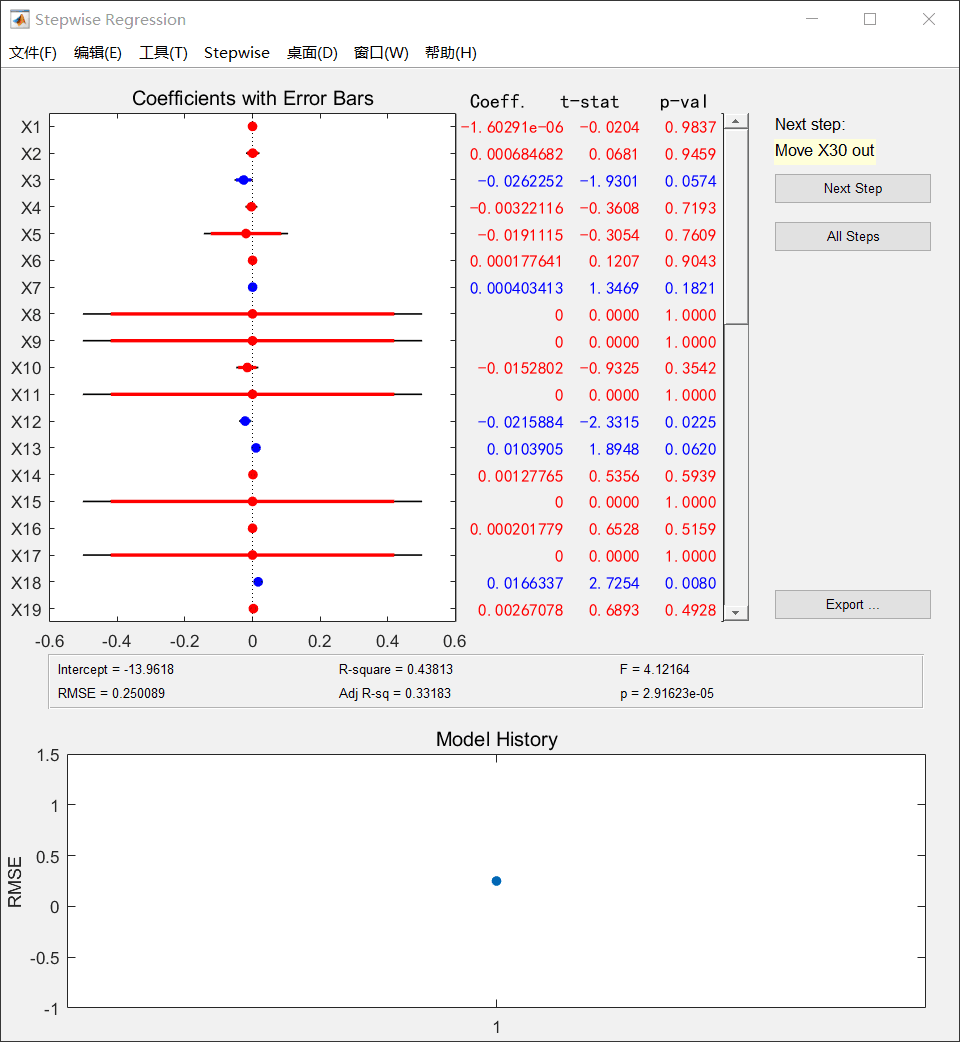 Stepwise Regression
文件(F) 编辑(E) 工具(T) Stepwise 桌面(D) 窗口(W) 帮助(H)
Coefficients with Error Bars Coeff. t-stat p-val
X1 -1.60291e-06 -0.0204 0.9837
X2 0.000684682 0.0681 0.9459
X3 -0.0262252 -1.9301 0.0574
X4 -0.00322116 -0.3608 0.7193
X5 -0.0191115 -0.3054 0.7609
X6 0.000177641 0.1207 0.9043
X7 0.000403413 1.3469 0.1821
X8 0 0.0000 1.0000
X9 0 0.0000 1.0000
X10 -0.0152802 -0.9325 0.3542
X11 0 0.0000 1.0000
X12 -0.0215884 -2.3315 0.0225
X13 0.0103905 1.8948 0.0620
X14 0.00127765 0.5356 0.5939
X15 0 0.0000 1.0000
X16 0.000201779 0.6528 0.5159
X17 0 0.0000 1.0000
X18 0.0166337 2.7254 0.0080
X19 0.00267078 0.6893 0.4928
-0.6 -0.4 -0.2 0 0.2 0.4 0.6
Next step:
Move X30 out
Next Step
All Steps
Export ...
Intercept = -13.9618 R-square = 0.43813 F = 4.12164
RMSE = 0.250089 Adj R-sq = 0.33183 p = 2.91623e-05
Model History
RMSE
1.5
1
0.5
0
-0.5
-1
1